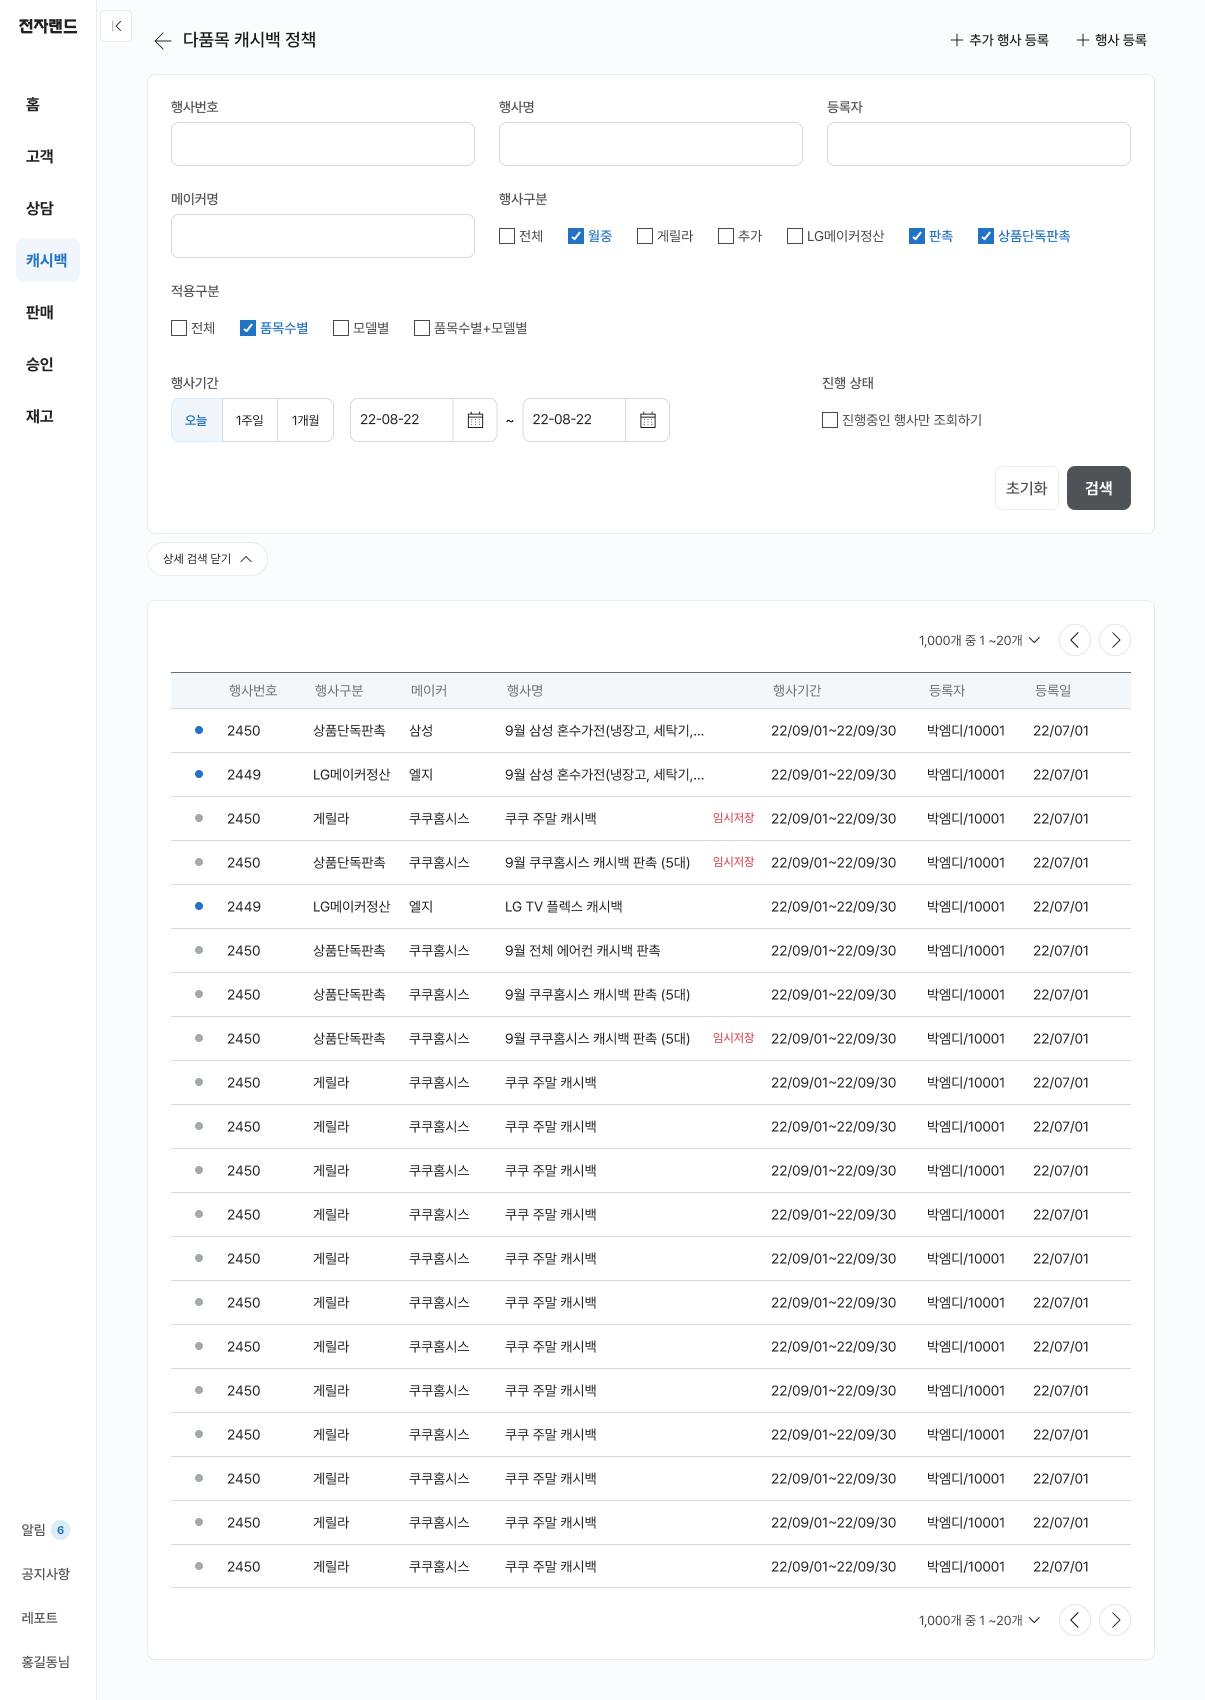 전자랜드
홈
고객
상담
캐시백
판매
승인
재고
알림 6
공지사항
레포트
홍길동님
다품목 캐시백 정책
추가 행사 등록 행사 등록
행사번호 행사명 등록자
메이커명 행사구분
전체 월중 게릴라 추가 LG메이커정산 판촉 상품단독판촉
적용구분
전체 품목수별 모델별 품목수별+모델별
행사기간 진행 상태
오늘 1주일 1개월 22-08-22 ~ 22-08-22 진행중인 행사만 조회하기
초기화 검색
상세 검색 닫기
1,000개 중 1 ~20개
행사번호 행사구분 메이커 행사명 행사기간 등록자 등록일
2450 상품단독판촉 삼성 9월 삼성 혼수가전(냉장고, 세탁기,... 22/09/01~22/09/30 박엠디/10001 22/07/01
2449 LG메이커정산 엘지 9월 삼성 혼수가전(냉장고, 세탁기,... 22/09/01~22/09/30 박엠디/10001 22/07/01
2450 게릴라 쿠쿠홈시스 쿠쿠 주말 캐시백 임시저장 22/09/01~22/09/30 박엠디/10001 22/07/01
2450 상품단독판촉 쿠쿠홈시스 9월 쿠쿠홈시스 캐시백 판촉 (5대) 임시저장 22/09/01~22/09/30 박엠디/10001 22/07/01
2449 LG메이커정산 엘지 LG TV 플렉스 캐시백 22/09/01~22/09/30 박엠디/10001 22/07/01
2450 상품단독판촉 쿠쿠홈시스 9월 전체 에어컨 캐시백 판촉 22/09/01~22/09/30 박엠디/10001 22/07/01
2450 상품단독판촉 쿠쿠홈시스 9월 쿠쿠홈시스 캐시백 판촉 (5대) 22/09/01~22/09/30 박엠디/10001 22/07/01
2450 상품단독판촉 쿠쿠홈시스 9월 쿠쿠홈시스 캐시백 판촉 (5대) 임시저장 22/09/01~22/09/30 박엠디/10001 22/07/01
2450 게릴라 쿠쿠홈시스 쿠쿠 주말 캐시백 22/09/01~22/09/30 박엠디/10001 22/07/01
2450 게릴라 쿠쿠홈시스 쿠쿠 주말 캐시백 22/09/01~22/09/30 박엠디/10001 22/07/01
2450 게릴라 쿠쿠홈시스 쿠쿠 주말 캐시백 22/09/01~22/09/30 박엠디/10001 22/07/01
2450 게릴라 쿠쿠홈시스 쿠쿠 주말 캐시백 22/09/01~22/09/30 박엠디/10001 22/07/01
2450 게릴라 쿠쿠홈시스 쿠쿠 주말 캐시백 22/09/01~22/09/30 박엠디/10001 22/07/01
2450 게릴라 쿠쿠홈시스 쿠쿠 주말 캐시백 22/09/01~22/09/30 박엠디/10001 22/07/01
2450 게릴라 쿠쿠홈시스 쿠쿠 주말 캐시백 22/09/01~22/09/30 박엠디/10001 22/07/01
2450 게릴라 쿠쿠홈시스 쿠쿠 주말 캐시백 22/09/01~22/09/30 박엠디/10001 22/07/01
2450 게릴라 쿠쿠홈시스 쿠쿠 주말 캐시백 22/09/01~22/09/30 박엠디/10001 22/07/01
2450 게릴라 쿠쿠홈시스 쿠쿠 주말 캐시백 22/09/01~22/09/30 박엠디/10001 22/07/01
2450 게릴라 쿠쿠홈시스 쿠쿠 주말 캐시백 22/09/01~22/09/30 박엠디/10001 22/07/01
2450 게릴라 쿠쿠홈시스 쿠쿠 주말 캐시백 22/09/01~22/09/30 박엠디/10001 22/07/01
1,000개 중 1 ~20개